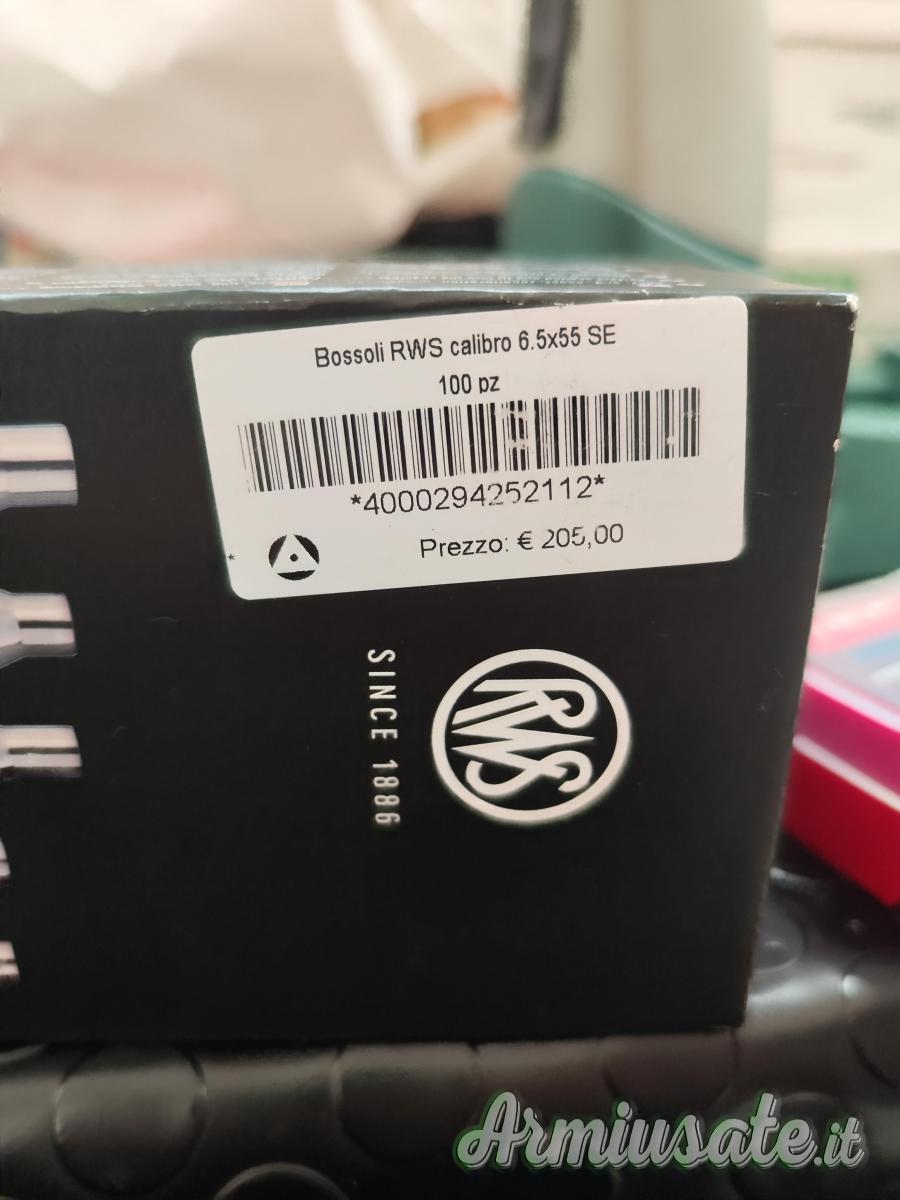 Bossoli RWS calibro 6.5x55 SE
100 pz
*4000294252112*
Prezzo: € 205,00
RWS
SINCE 1886
Armiusate.it